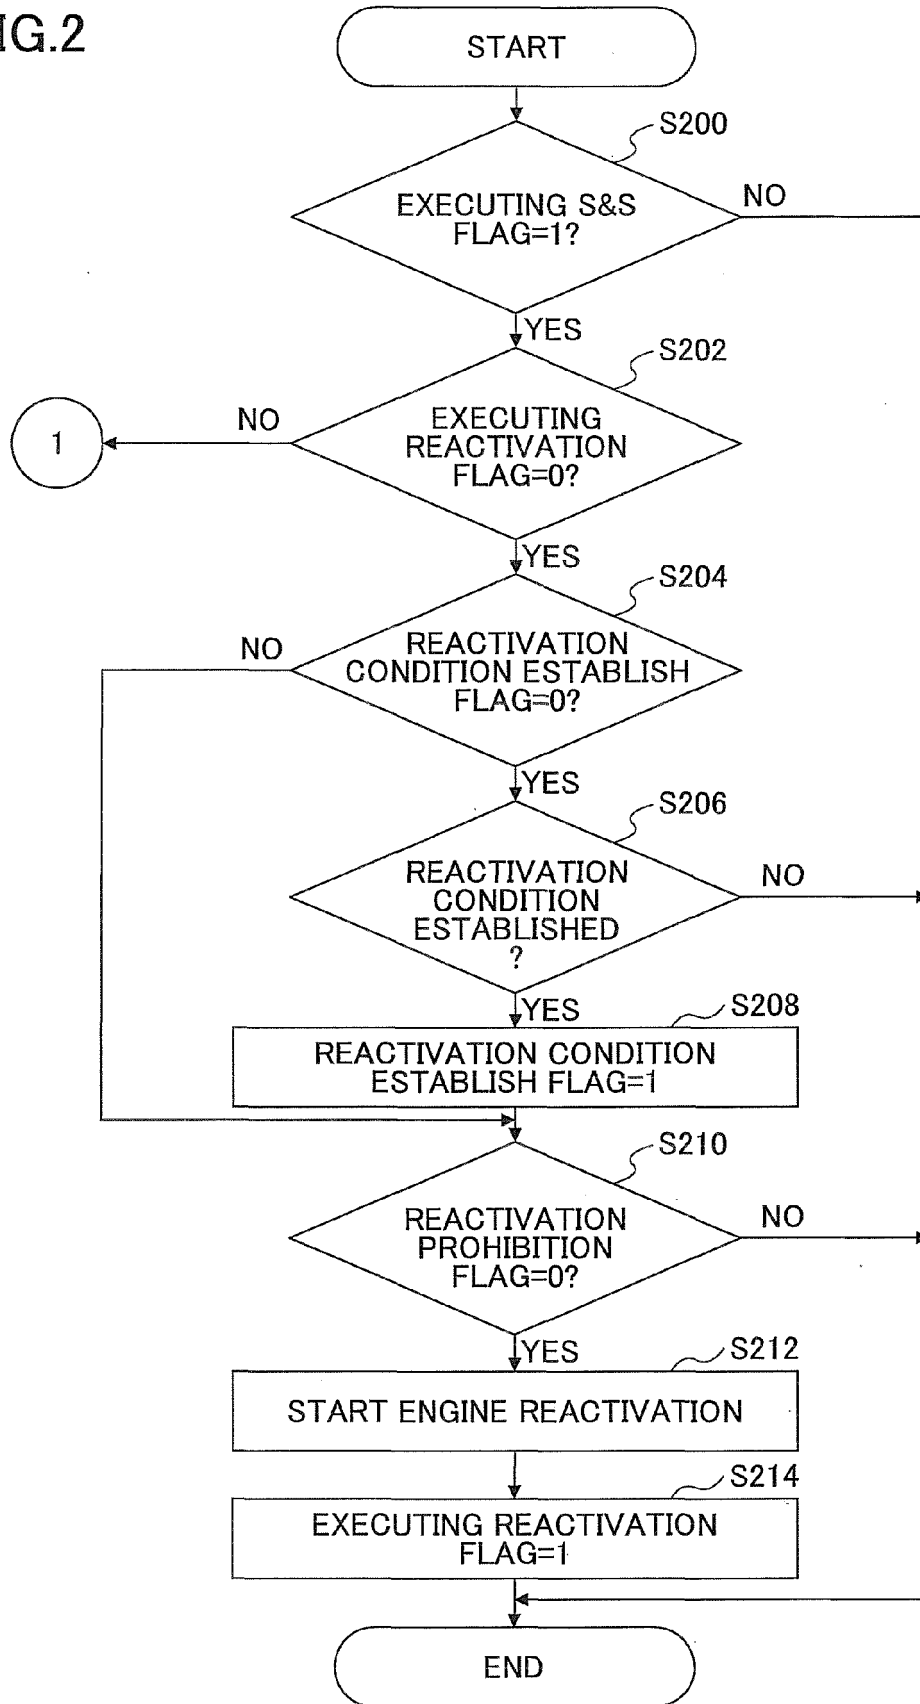 IG.2
START
S200
EXECUTING S&S
FLAG=1?
NO
YES
S202
EXECUTING
REACTIVATION
FLAG=0?
NO
1
YES
S204
REACTIVATION
CONDITION ESTABLISH
FLAG=0?
NO
YES
S206
REACTIVATION
CONDITION
ESTABLISHED
?
NO
YES
S208
REACTIVATION CONDITION
ESTABLISH FLAG=1
S210
REACTIVATION
PROHIBITION
FLAG=0?
NO
YES
S212
START ENGINE REACTIVATION
S214
EXECUTING REACTIVATION
FLAG=1
END